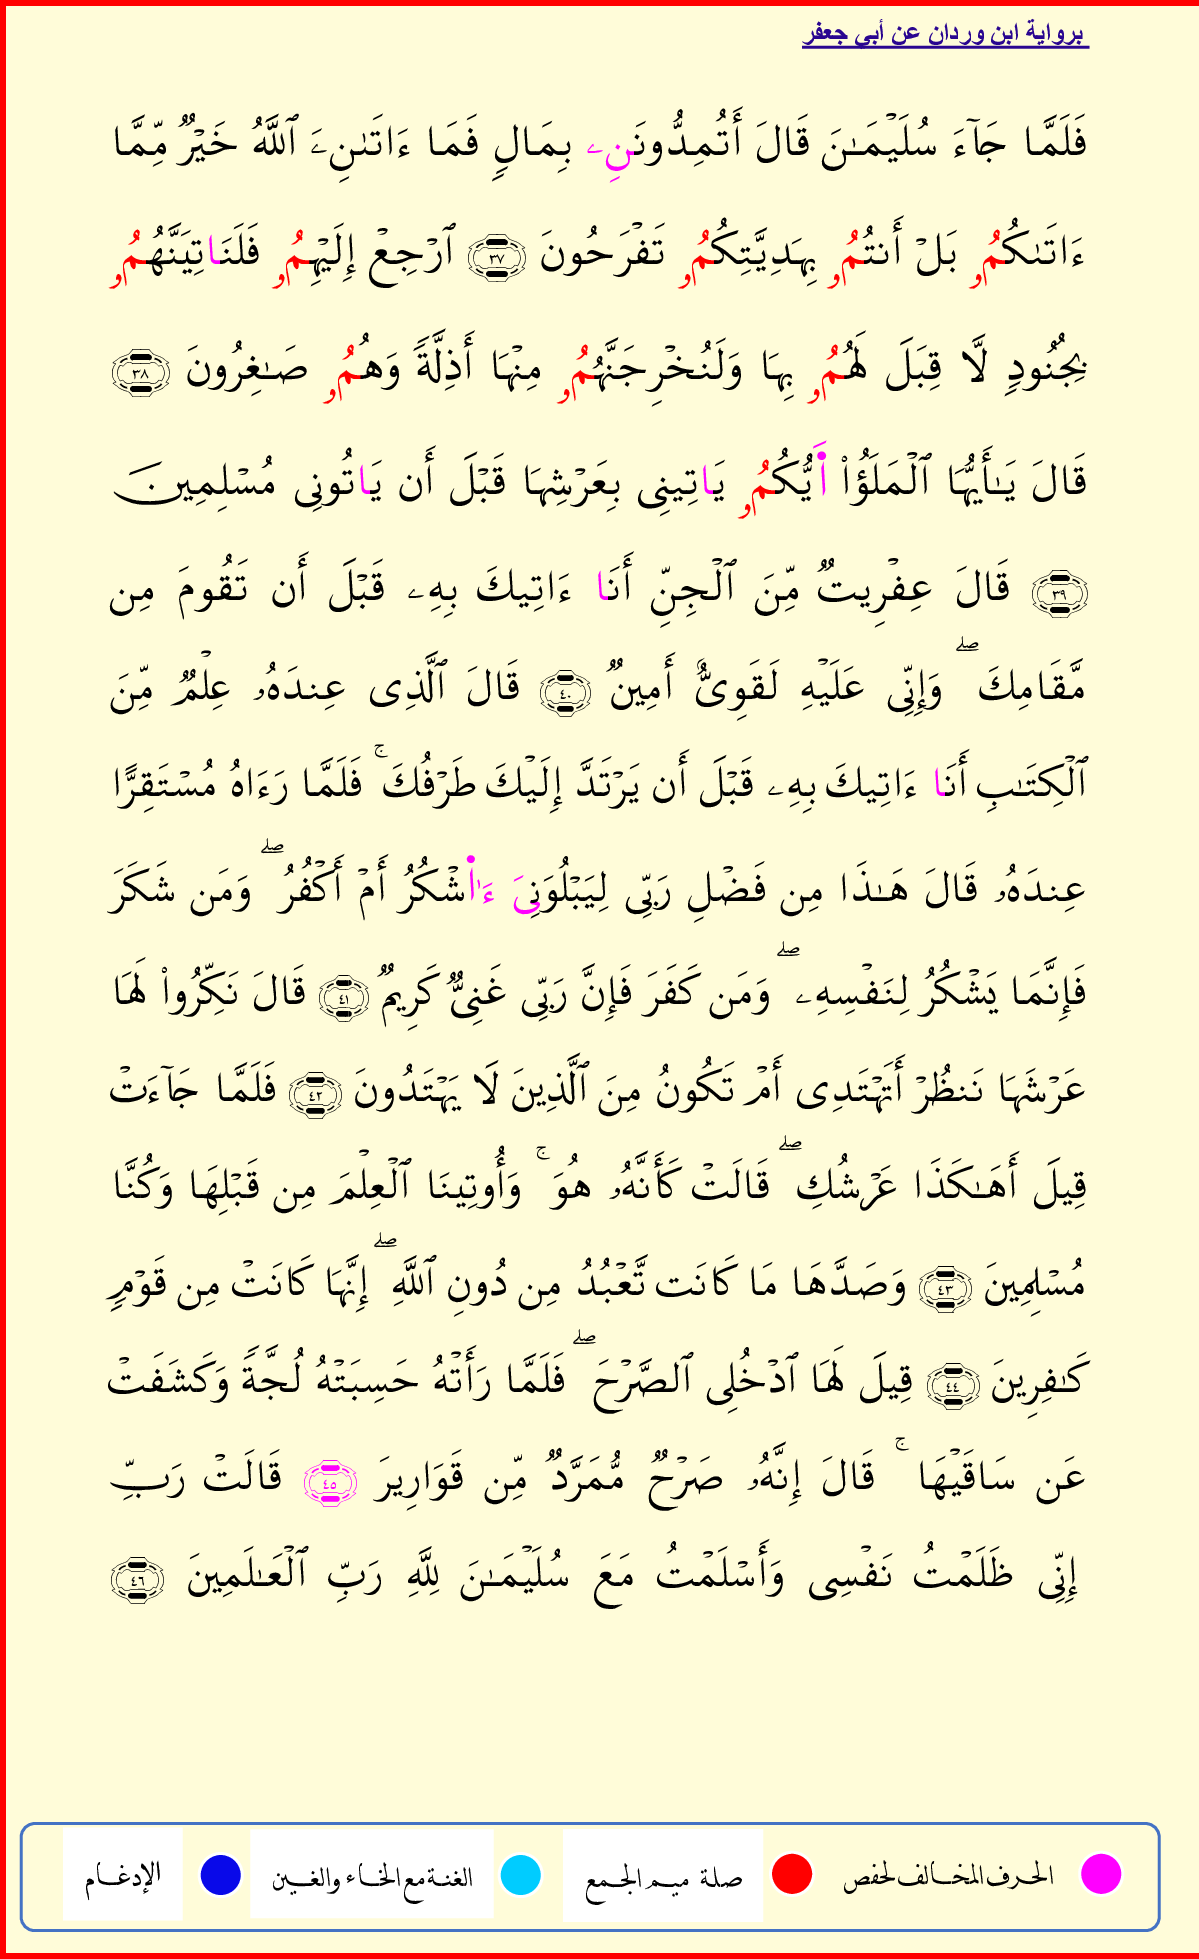 برواية ابن وردان عن أبي جعفر
فَلَمَّا جَآءَ سُلَيْمَـٰنَ قَالَ أَتُمِدُّونَنِۦ بِمَالٍ فَمَا ءَاتَىٰنِۦَ ٱللَّهُ خَيْرٌ مِّمَّا
ءَاتَىٰكُمُۥ بَلْ أَنتُمُۥ بِهَدِيَّتِكُمُۥ تَفْرَحُونَ ٣٧ ٱرْجِعْ إِلَيْهِمُۥ فَلَنَاتِيَنَّهُمُۥ
بِجُنُودٍ لَّا قِبَلَ لَهُمُۥ بِهَا وَلَنُخْرِجَنَّهُمُۥ مِنْهَا أَذِلَّةً وَهُمُۥ صَـٰغِرُونَ ٣٨
قَالَ يَـٰأَيُّهَا ٱلْمَلَؤُا۟ اَ۬يُّكُمُۥ يَاتِينِى بِعَرْشِهَا قَبْلَ أَن يَاتُونِى مُسْلِمِينَ
٣٩ قَالَ عِفْرِيتٌ مِّنَ ٱلْجِنِّ أَنَا ءَاتِيكَ بِهِۦ قَبْلَ أَن تَقُومَ مِن
مَّقَامِكَ ۖ وَإِنِّى عَلَيْهِ لَقَوِىٌّ أَمِينٌ ٤٠ قَالَ ٱلَّذِى عِندَهُۥ عِلْمٌ مِّنَ
ٱلْكِتَـٰبِ أَنَا ءَاتِيكَ بِهِۦ قَبْلَ أَن يَرْتَدَّ إِلَيْكَ طَرْفُكَ ۚ فَلَمَّا رَءَاهُ مُسْتَقِرًّا
عِندَهُۥ قَالَ هَـٰذَا مِن فَضْلِ رَبِّى لِيَبْلُوَنِىَ ءَا۬شْكُرُ أَمْ أَكْفُرُ ۖ وَمَن شَكَرَ
فَإِنَّمَا يَشْكُرُ لِنَفْسِهِۦ ۖ وَمَن كَفَرَ فَإِنَّ رَبِّى غَنِىٌّ كَرِيمٌ ٤١ قَالَ نَكِّرُوا۟ لَهَا
عَرْشَهَا نَنظُرْ أَتَهْتَدِى أَمْ تَكُونُ مِنَ ٱلَّذِينَ لَا يَهْتَدُونَ ٤٢ فَلَمَّا جَآءَتْ
قِيلَ أَهَـٰكَذَا عَرْشُكِ ۖ قَالَتْ كَأَنَّهُۥ هُوَ ۚ وَأُوتِينَا ٱلْعِلْمَ مِن قَبْلِهَا وَكُنَّا
مُسْلِمِينَ ٤٣ وَصَدَّهَا مَا كَانَت تَّعْبُدُ مِن دُونِ ٱللَّهِ ۖ إِنَّهَا كَانَتْ مِن قَوْمٍ
كَـٰفِرِينَ ٤٤ قِيلَ لَهَا ٱدْخُلِى ٱلصَّرْحَ ۖ فَلَمَّا رَأَتْهُ حَسِبَتْهُ لُجَّةً وَكَشَفَتْ
عَن سَاقَيْهَا ۚ قَالَ إِنَّهُۥ صَرْحٌ مُّمَرَّدٌ مِّن قَوَارِيرَ ٤٥ قَالَتْ رَبِّ
إِنِّى ظَلَمْتُ نَفْسِى وَأَسْلَمْتُ مَعَ سُلَيْمَـٰنَ لِلَّهِ رَبِّ ٱلْعَـٰلَمِينَ ٤٦
الحرف المخالف لحفص صلة ميم الجمع الغنة مع الخاء والغين الإدغام